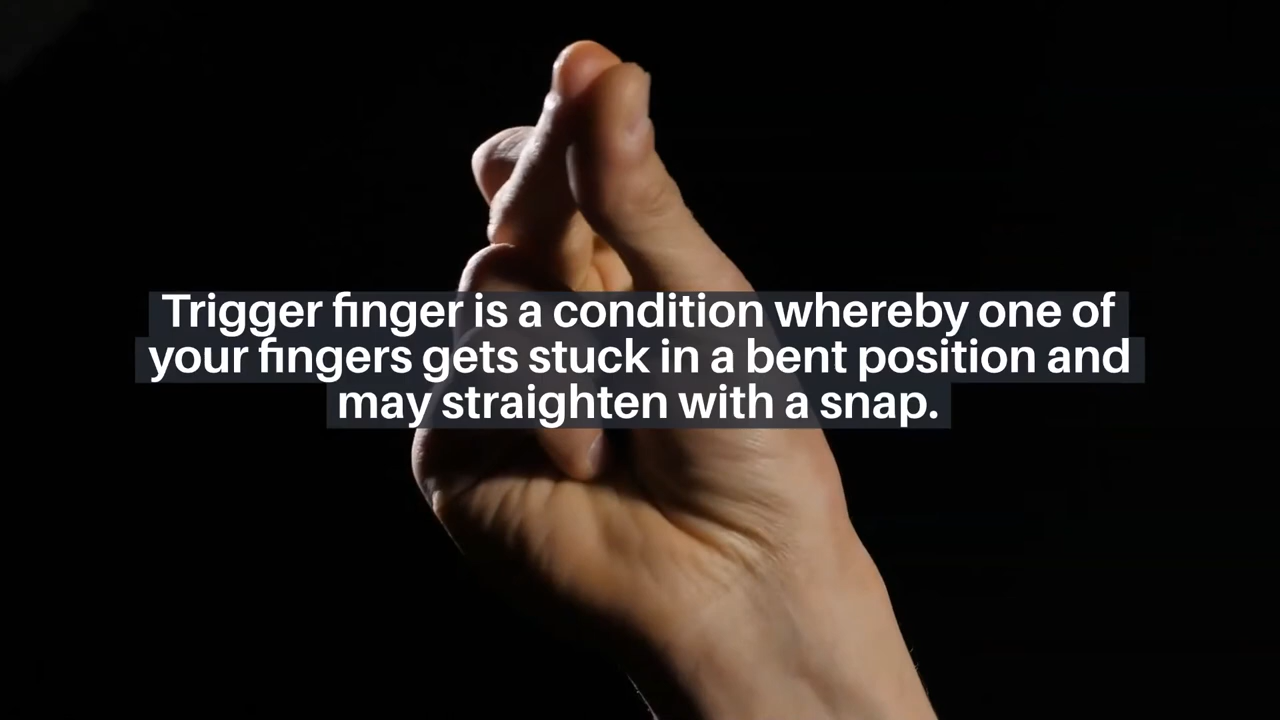 Trigger finger is a condition whereby one of
your fingers gets stuck in a bent position and
may straighten with a snap.